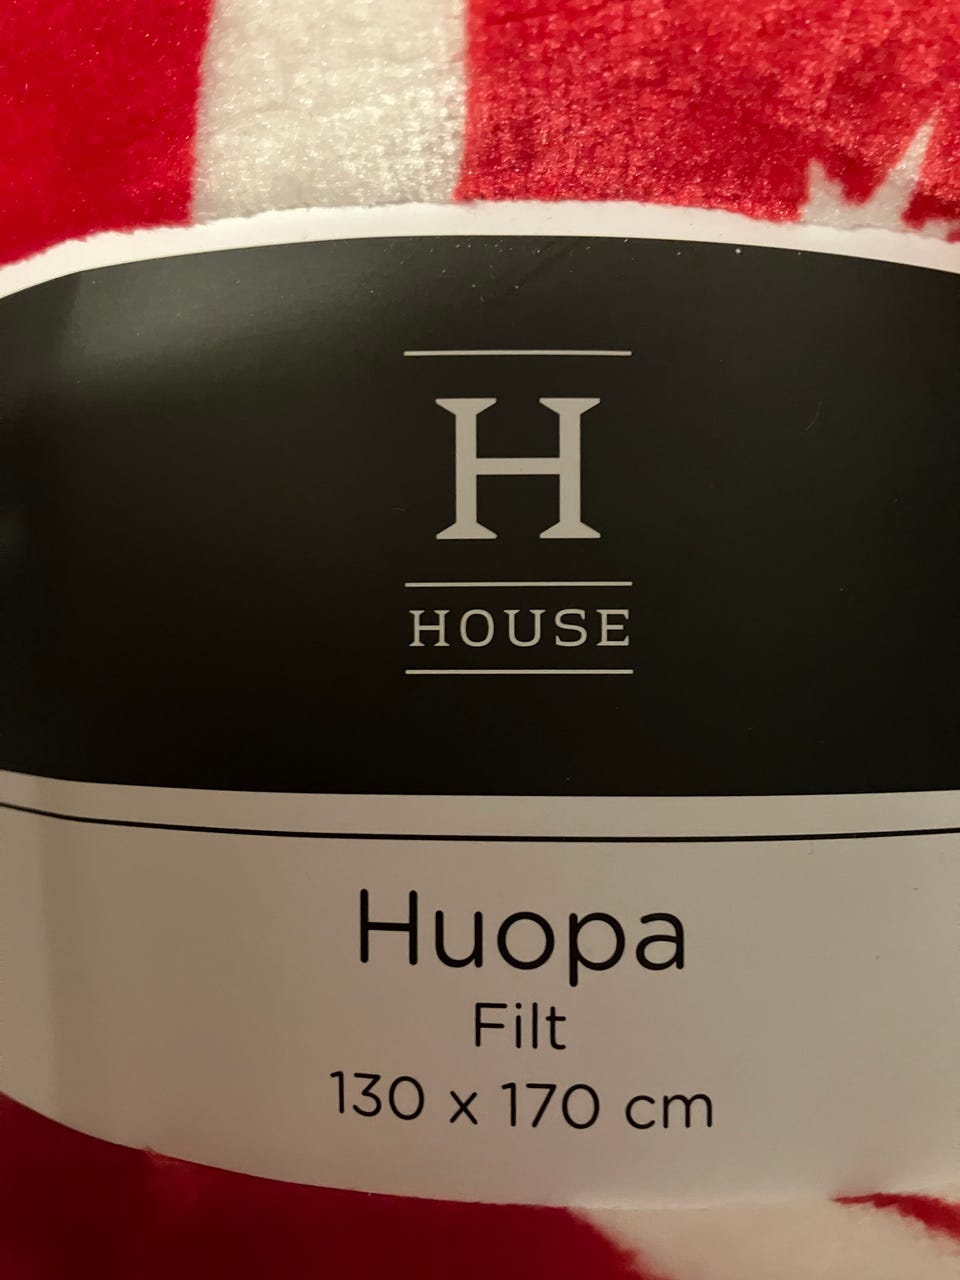 H
HOUSE
Huopa
Filt
130 x 170 cm